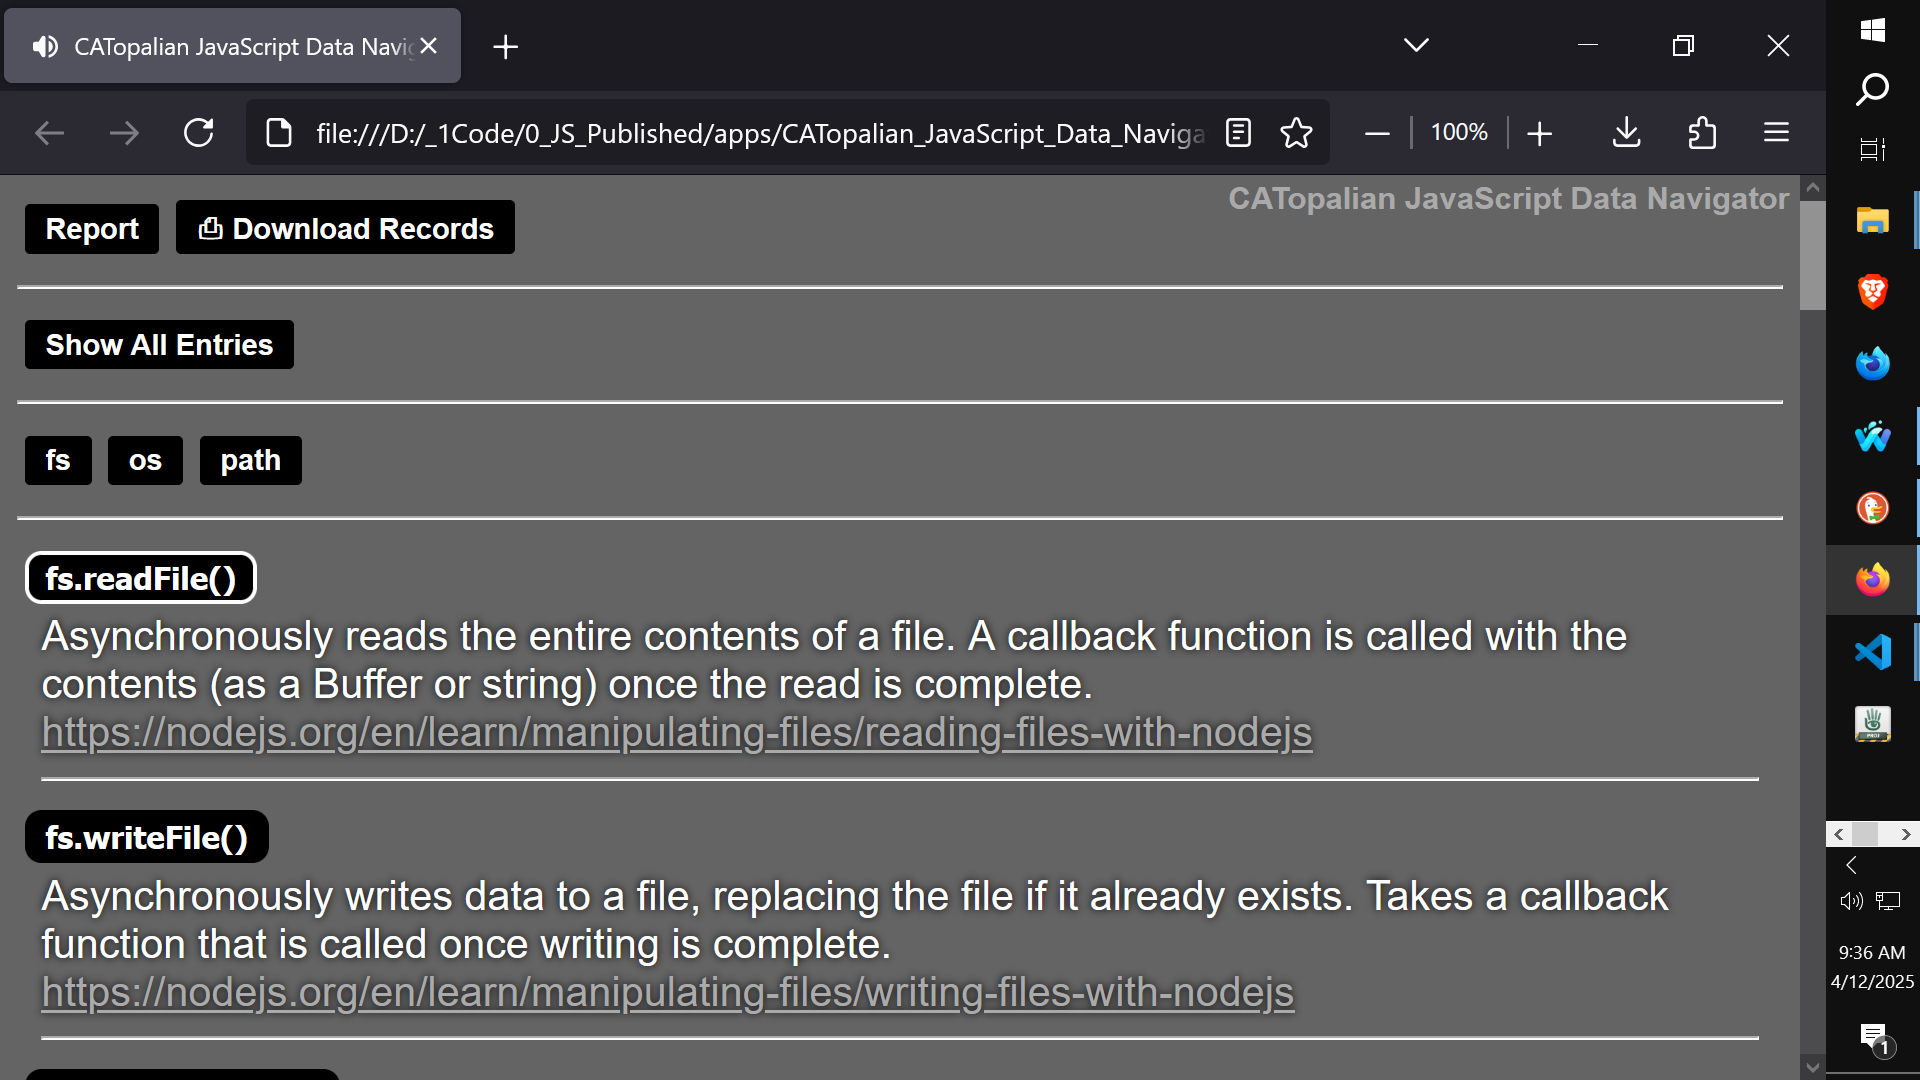 CATopalian JavaScript Data Navi
file:///D:/_1Code/0_JS_Published/apps/CATopalian_JavaScript_Data_Naviga
100%
CATopalian JavaScript Data Navigator
Report
Download Records
Show All Entries
fs
os
path
fs.readFile()
Asynchronously reads the entire contents of a file. A callback function is called with the
contents (as a Buffer or string) once the read is complete.
https://nodejs.org/en/learn/manipulating-files/reading-files-with-nodejs
fs.writeFile()
Asynchronously writes data to a file, replacing the file if it already exists. Takes a callback
function that is called once writing is complete.
https://nodejs.org/en/learn/manipulating-files/writing-files-with-nodejs
PROJ
9:36 AM
4/12/2025
1